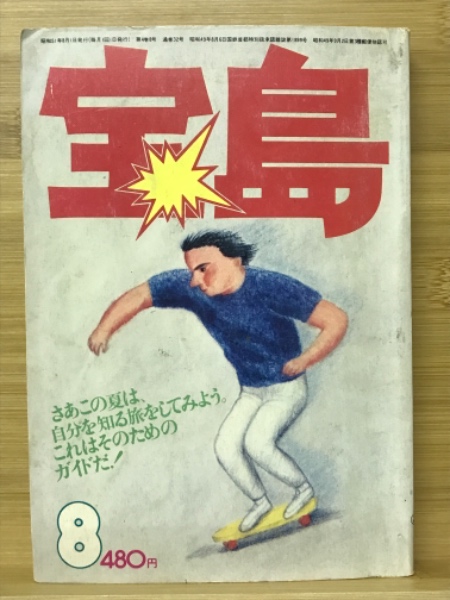 宝島
さあこの夏は、
自分を知る旅をしてみよう。
これはそのための
ガイドだ!
8
480円